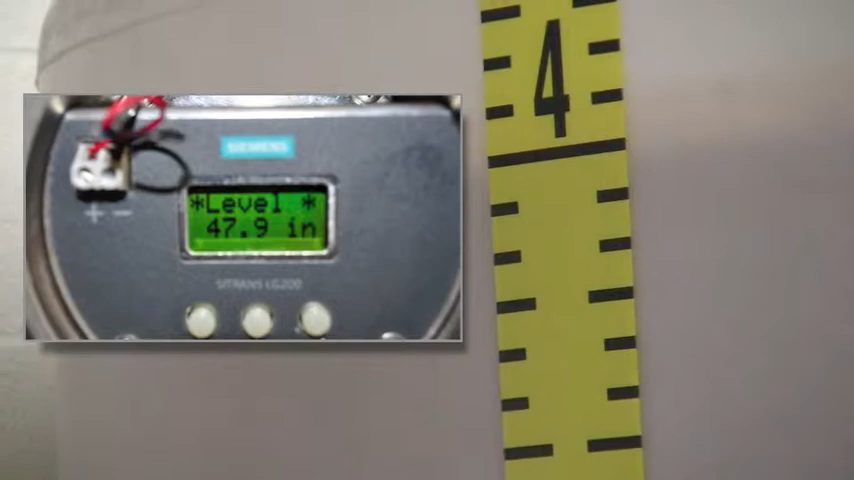 4
SIEMENS
*Level *
47.9 in
+ −
SITRANS LG200